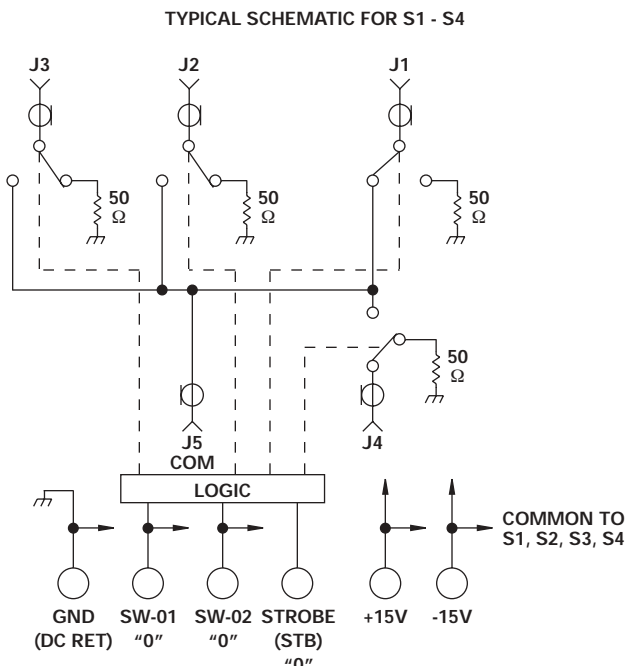 TYPICAL SCHEMATIC FOR S1 - S4
J3
J2
J1
50
Ω
50
Ω
50
Ω
50
Ω
J5
COM
J4
LOGIC
COMMON TO
S1, S2, S3, S4
GND
(DC RET)
SW-01
“0”
SW-02
“0”
STROBE
(STB)
“0”
+15V
-15V